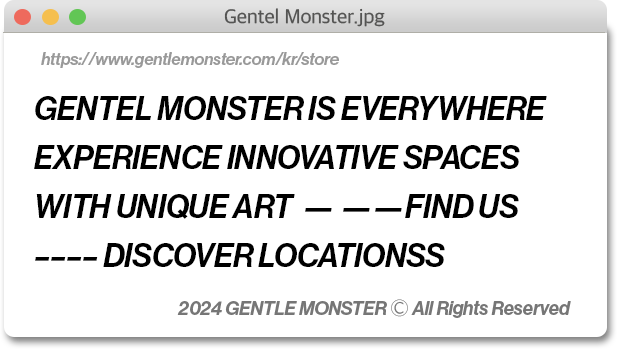 Gentel Monster.jpg
https://www.gentlemonster.com/kr/store
GENTEL MONSTER IS EVERYWHERE
EXPERIENCE INNOVATIVE SPACES
WITH UNIQUE ART — — —FIND US
–––– DISCOVER LOCATIONSS
2024 GENTLE MONSTER Ⓒ All Rights Reserved